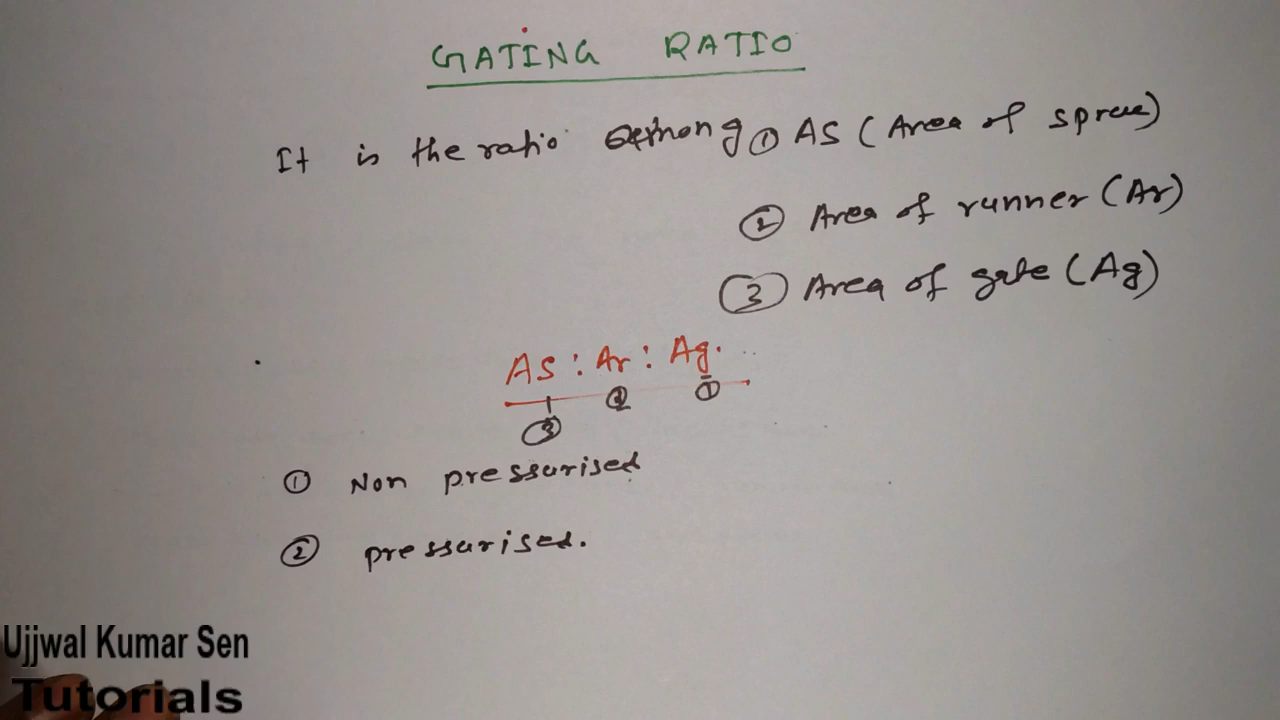 GATING RATIO
It is the ratio among ① AS (Area of sprue)
② Area of runner (Ar)
③ Area of gate (Ag)
AS : Ar : Ag.
③ ② ①
① Non pressurised
② pressurised.
Ujjwal Kumar Sen
Tutorials